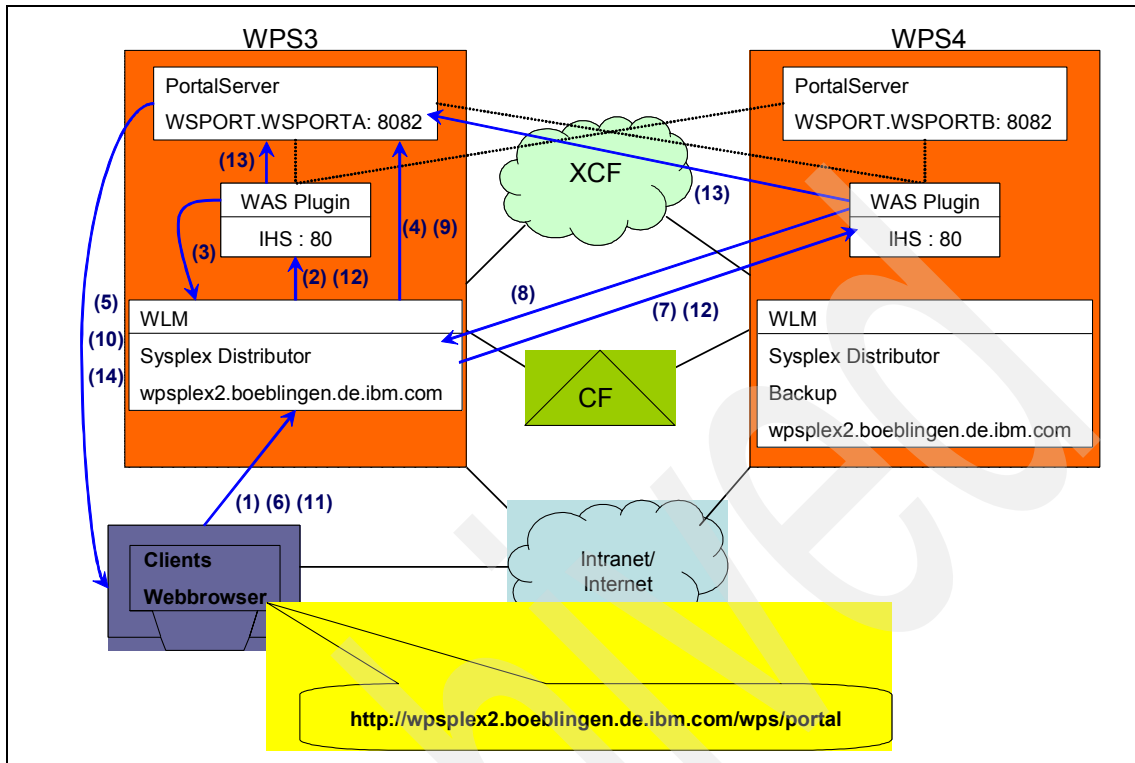 WPS3
WPS4
PortalServer
WSPORT.WSPORTA: 8082
PortalServer
WSPORT.WSPORTB: 8082
XCF
(13)
(13)
WAS Plugin
IHS : 80
WAS Plugin
IHS : 80
(3)
(4) (9)
(2) (12)
(8)
(7) (12)
(5)
(10)
(14)
WLM
Sysplex Distributor
wpsplex2.boeblingen.de.ibm.com
CF
WLM
Sysplex Distributor
Backup
wpsplex2.boeblingen.de.ibm.com
(1) (6) (11)
Clients
Webbrowser
Intranet/
Internet
http://wpsplex2.boeblingen.de.ibm.com/wps/portal